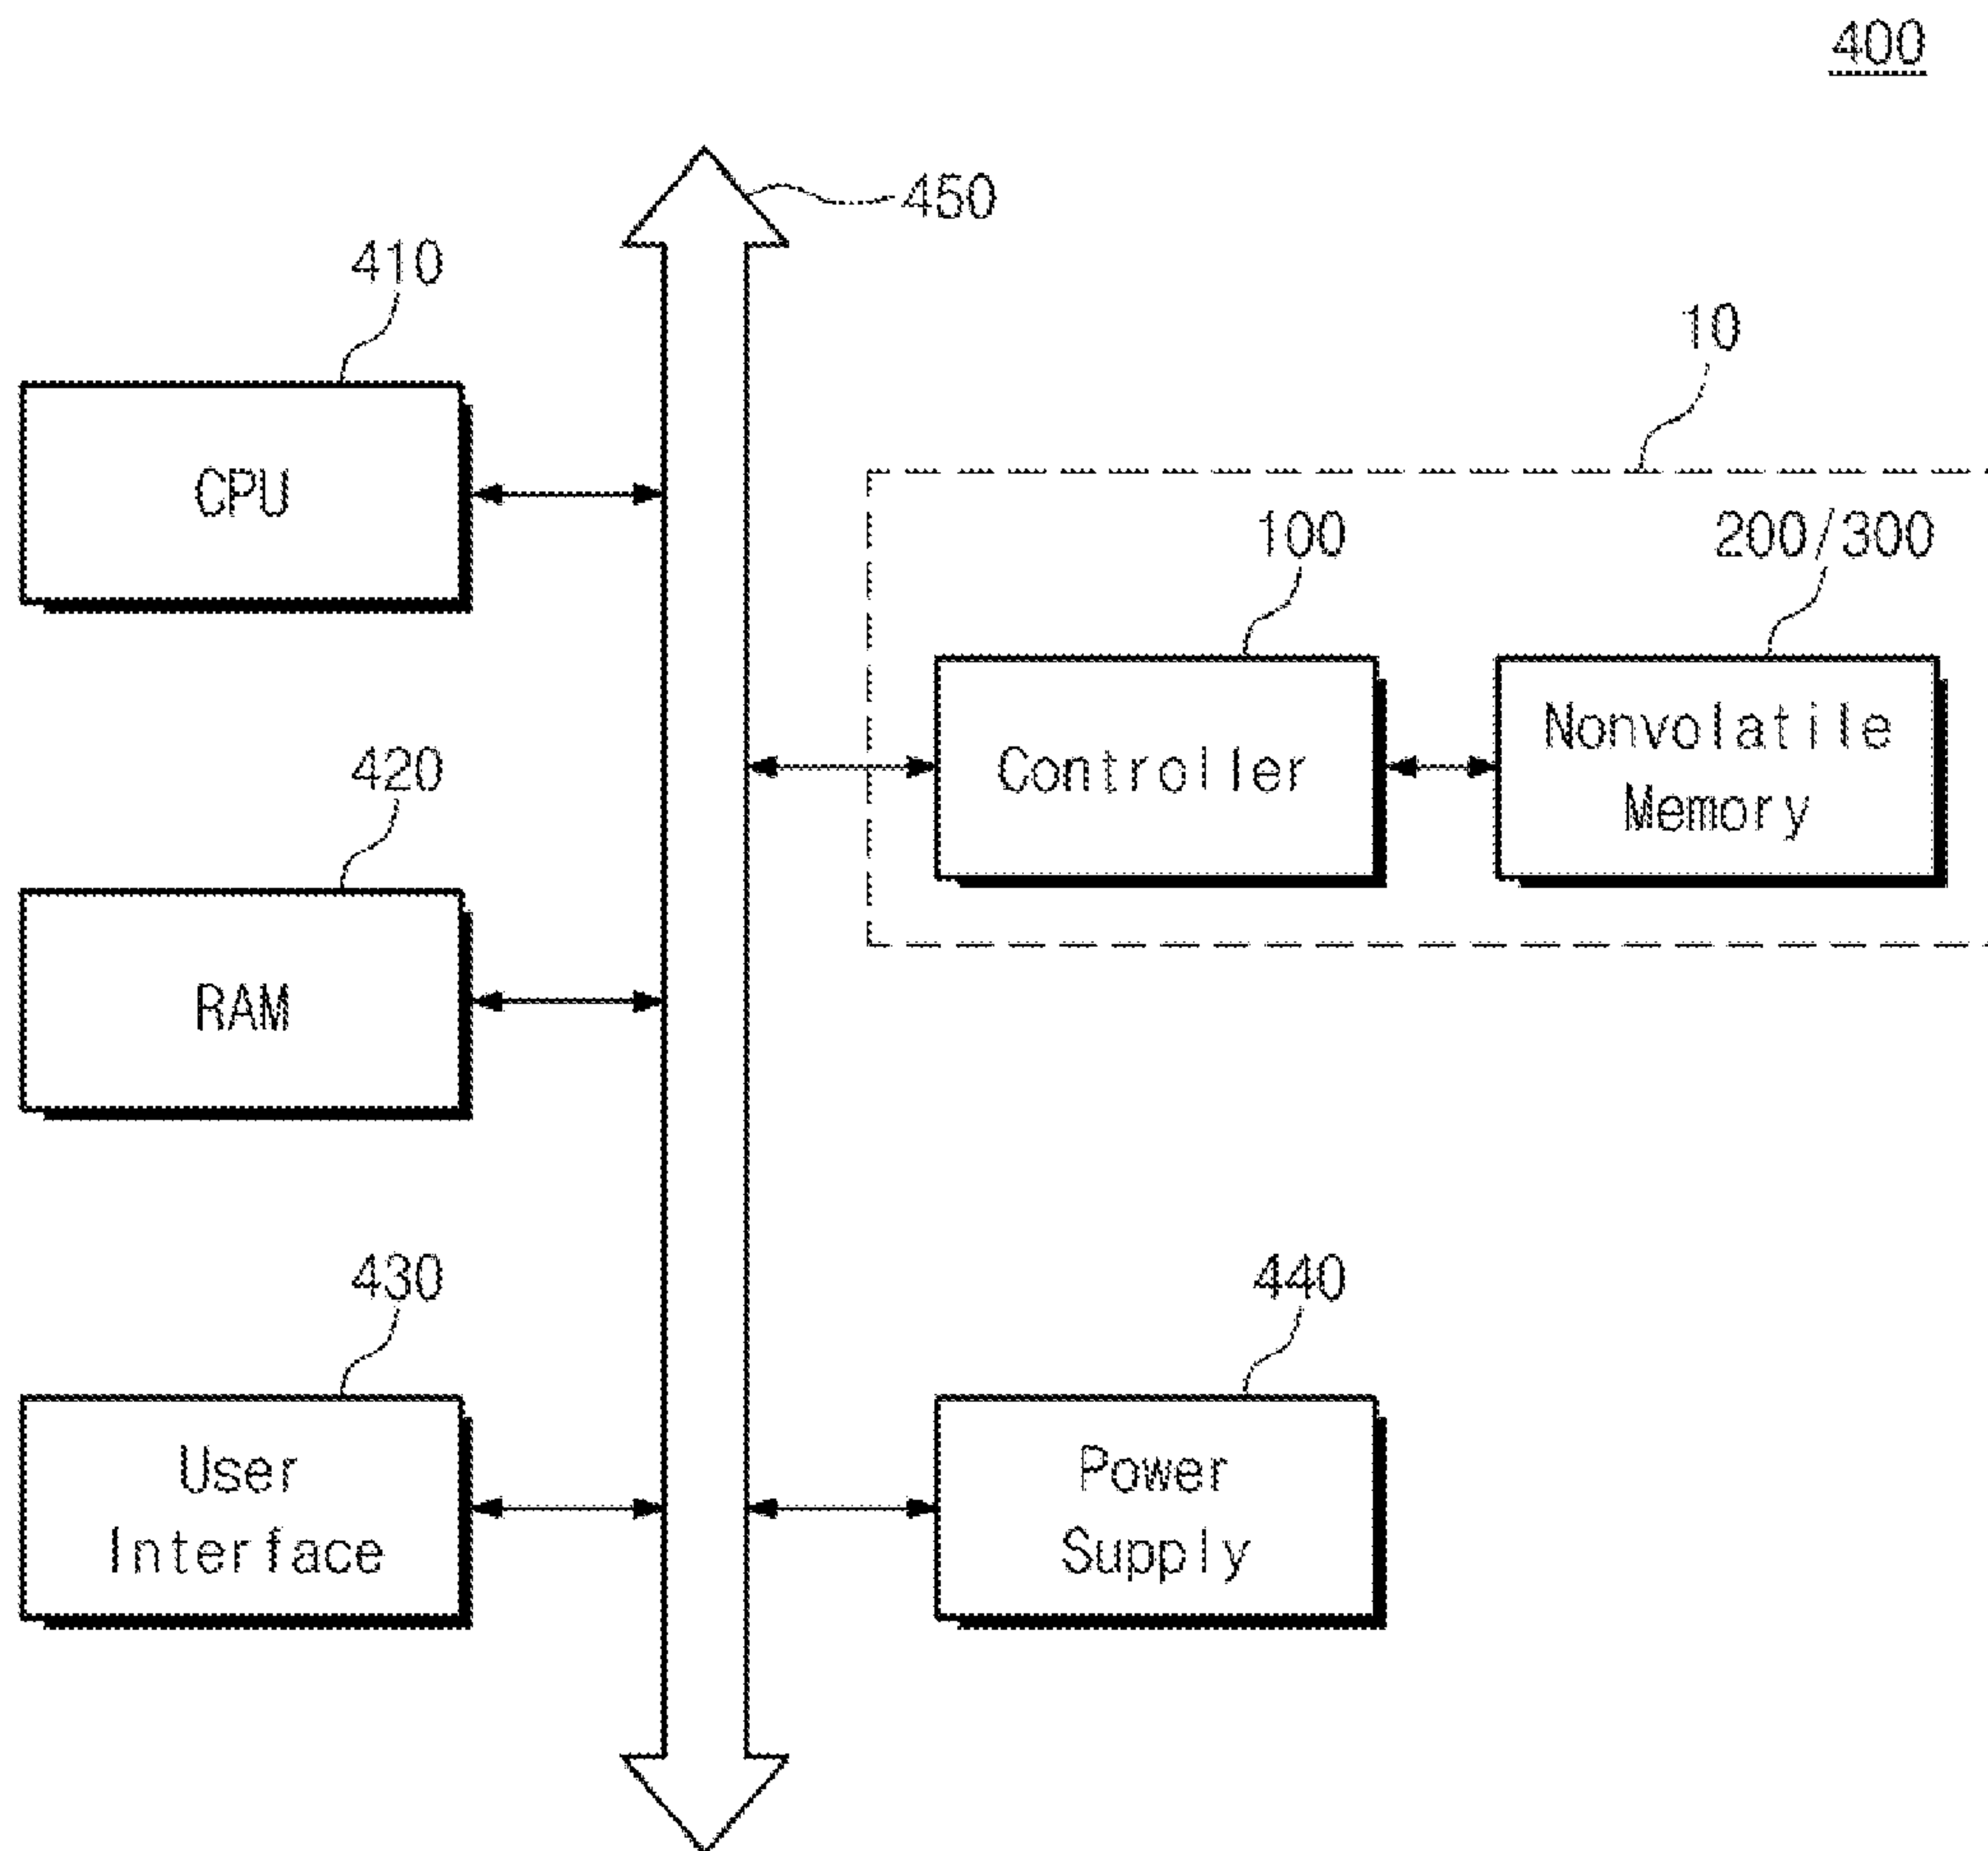 400
450
410
10
CPU
100
200/300
Controller
Nonvolatile
Memory
420
RAM
430
440
User
Interface
Power
Supply